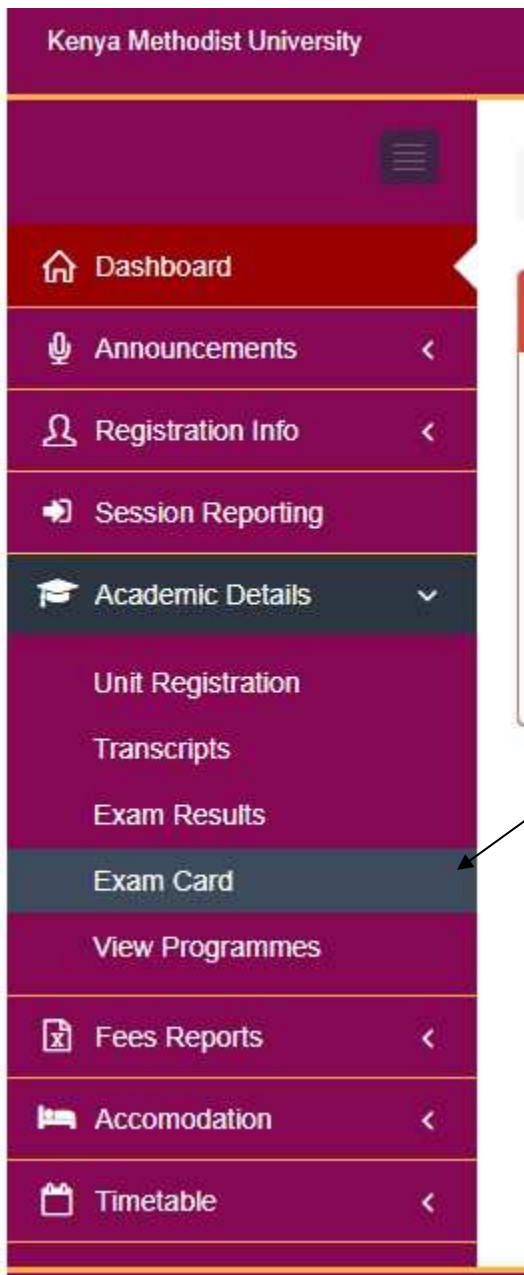 Kenya Methodist University
Dashboard
Announcements
Registration Info
Session Reporting
Academic Details
Unit Registration
Transcripts
Exam Results
Exam Card
View Programmes
Fees Reports
Accomodation
Timetable